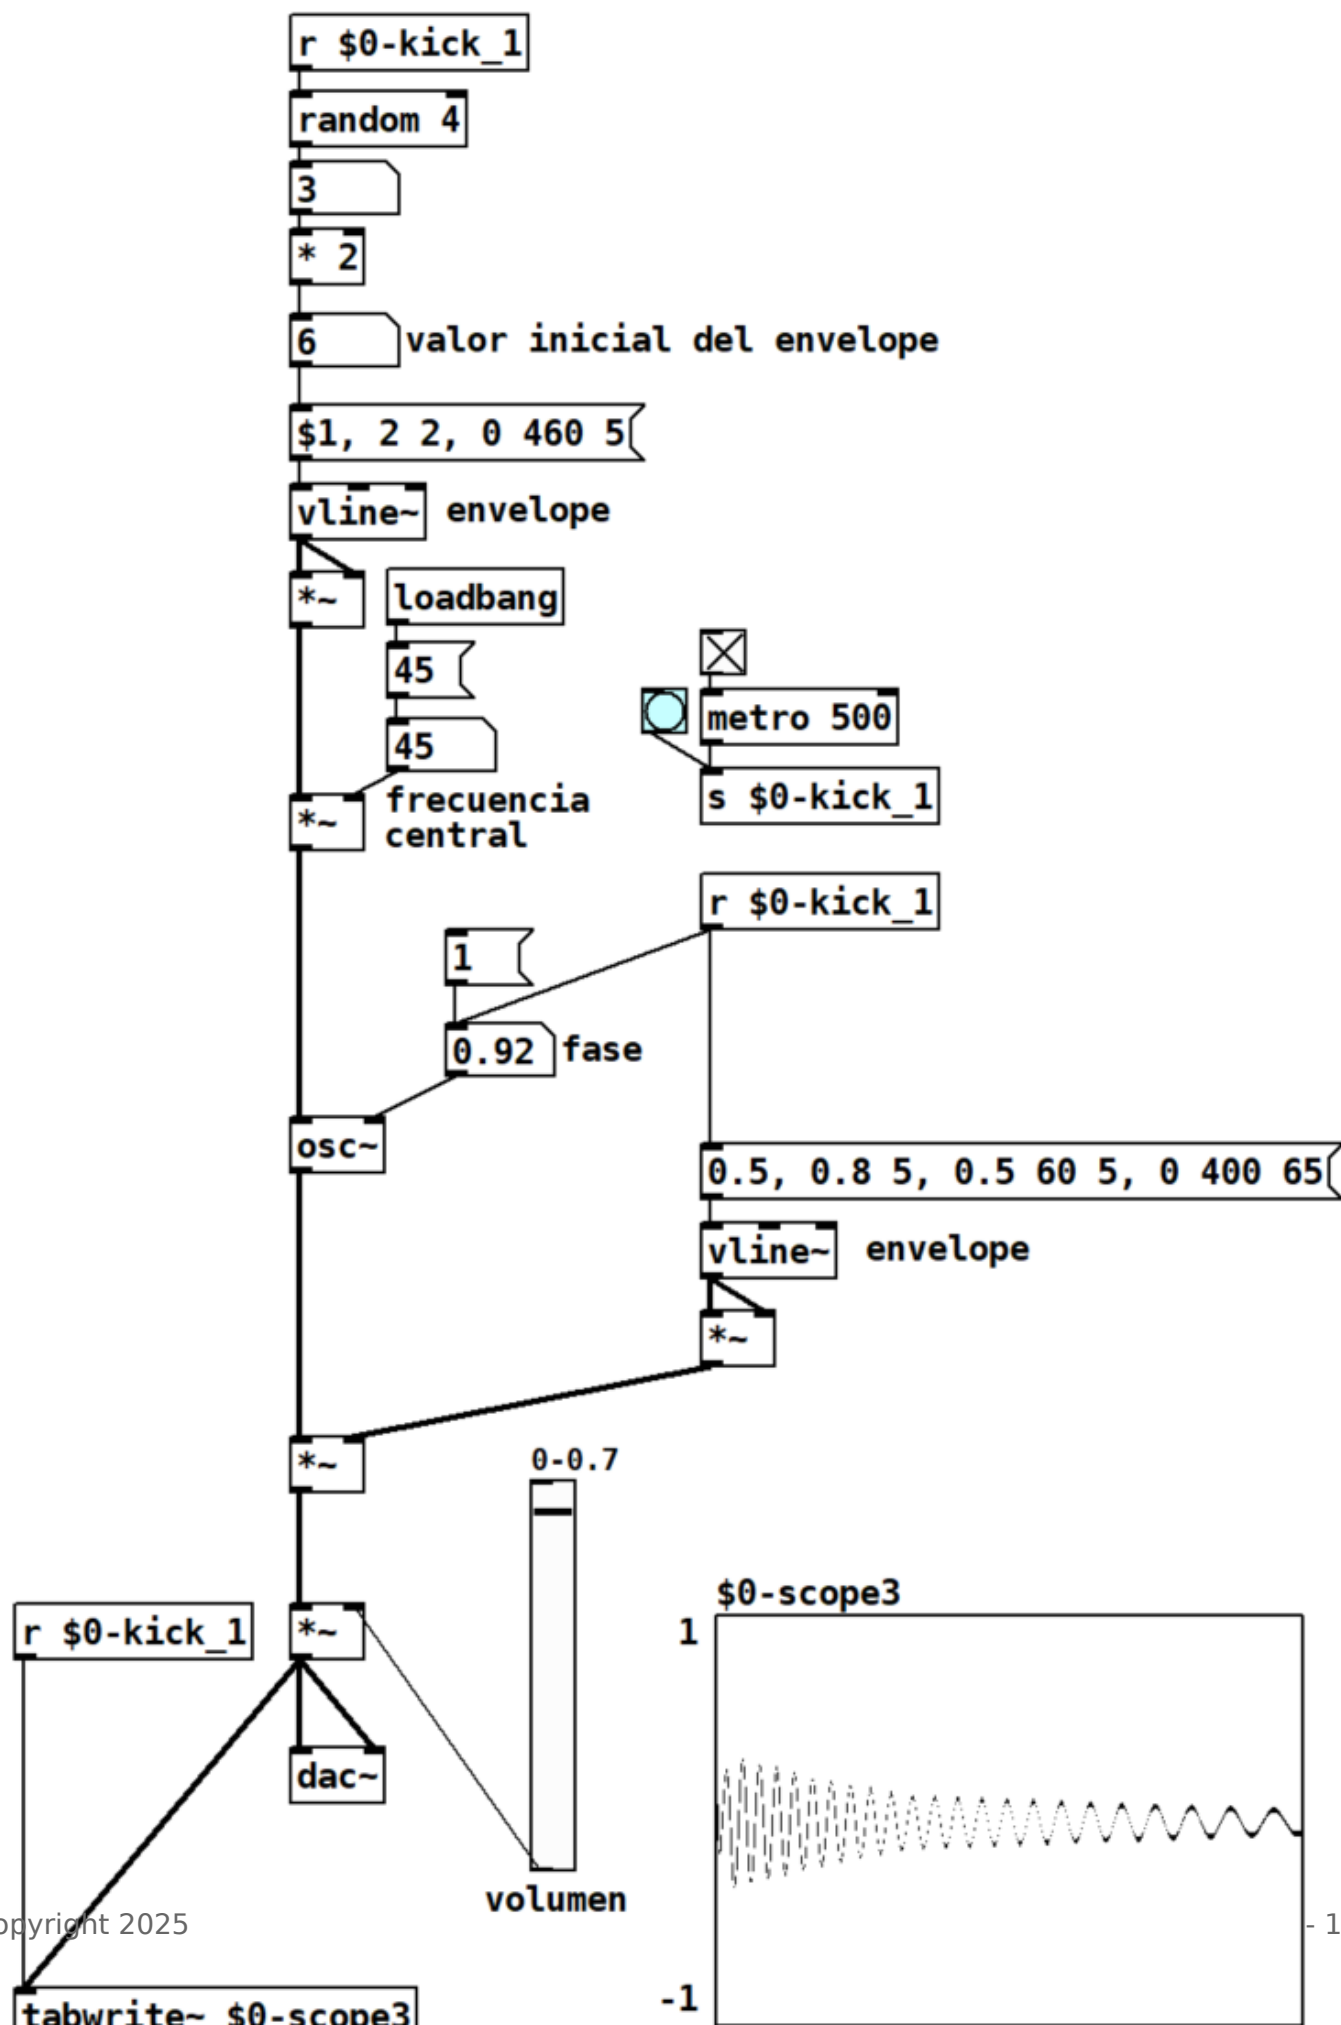 r $0-kick_1
random 4
3
* 2
6
valor inicial del envelope
$1, 2 2, 0 460 5
vline~
envelope
*~
loadbang
45
45
metro 500
s $0-kick_1
*~
frecuencia
central
r $0-kick_1
1
0.92
fase
osc~
0.5, 0.8 5, 0.5 60 5, 0 400 65
vline~
envelope
*~
*~
0-0.7
$0-scope3
1
r $0-kick_1
*~
dac~
volumen
opyright 2025
- 1
-1
tabwrite~ $0-scope3